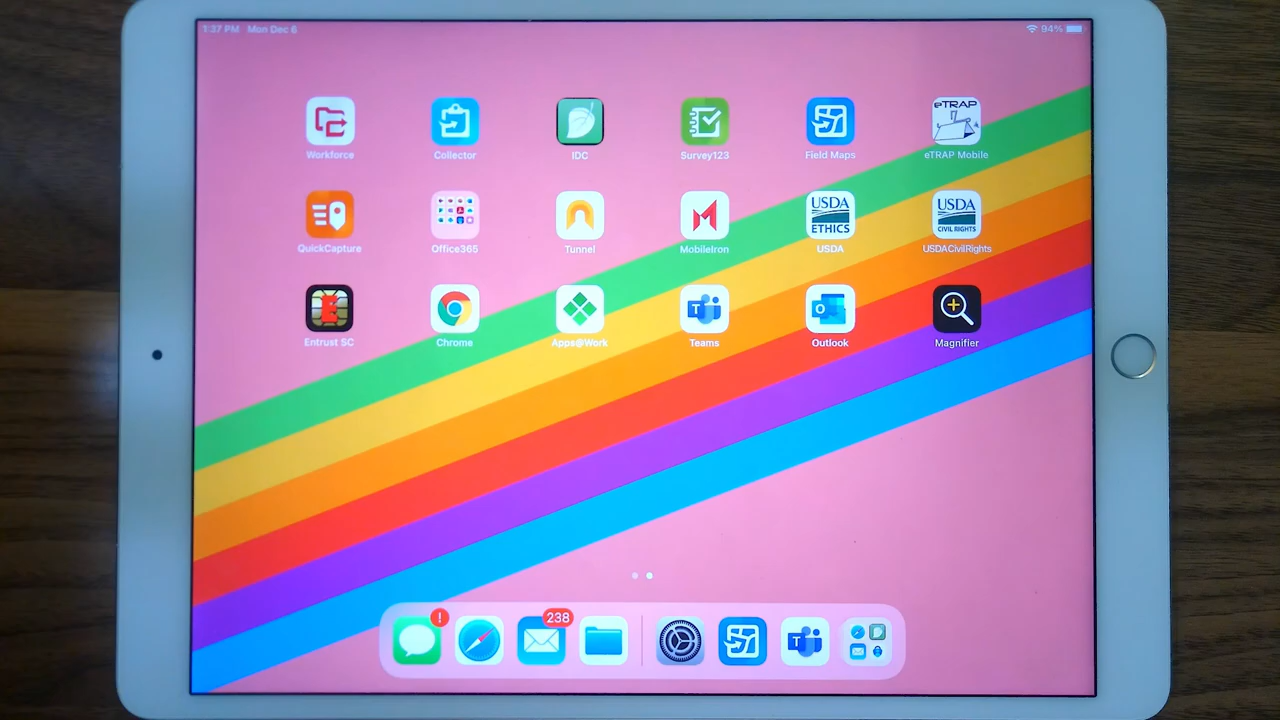 1:37 PM Mon Dec 6
94%
Workforce
Collector
IDC
Survey123
eTRAP
Field Maps
eTRAP Mobile
QuickCapture
Office365
Tunnel
MobileIron
USDA
ETHICS
USDA
USDA
CIVIL RIGHTS
USDACivilRights
E
Entrust SC
Chrome
Apps@Work
T
Teams
O
Outlook
Magnifier
!
238
T